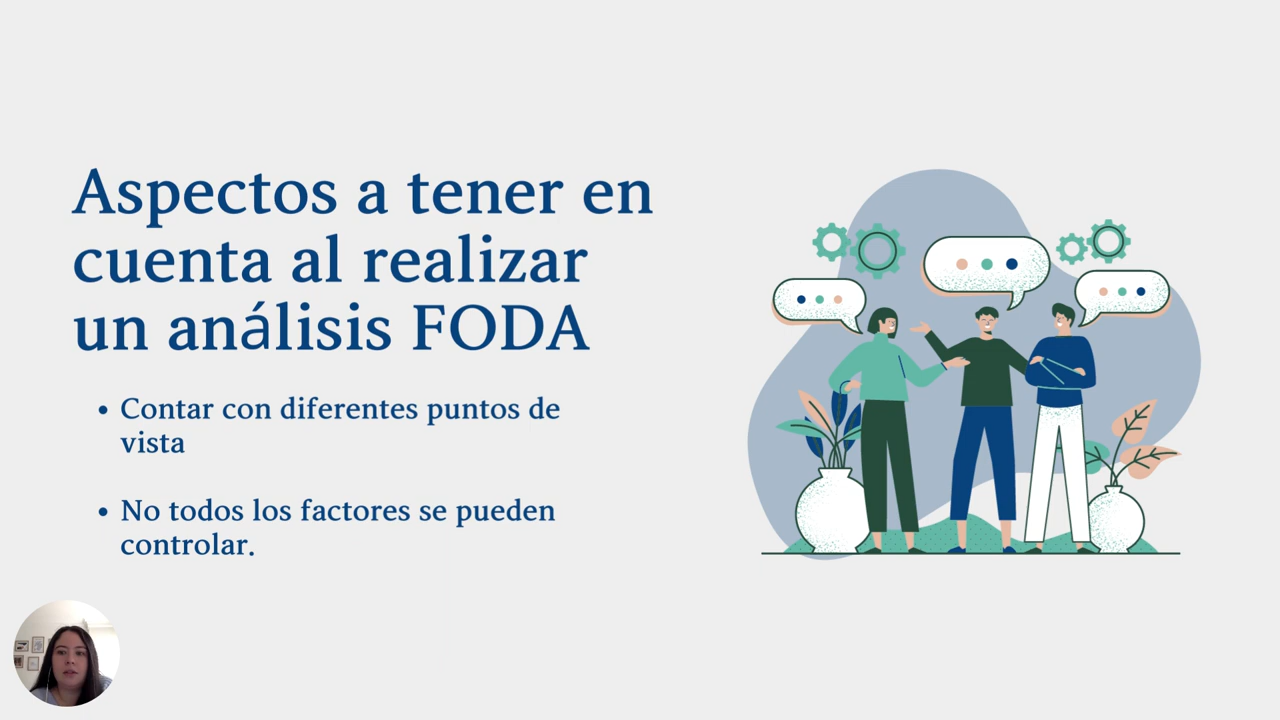 Aspectos a tener en
cuenta al realizar
un análisis FODA
• Contar con diferentes puntos de
vista
• No todos los factores se pueden
controlar.